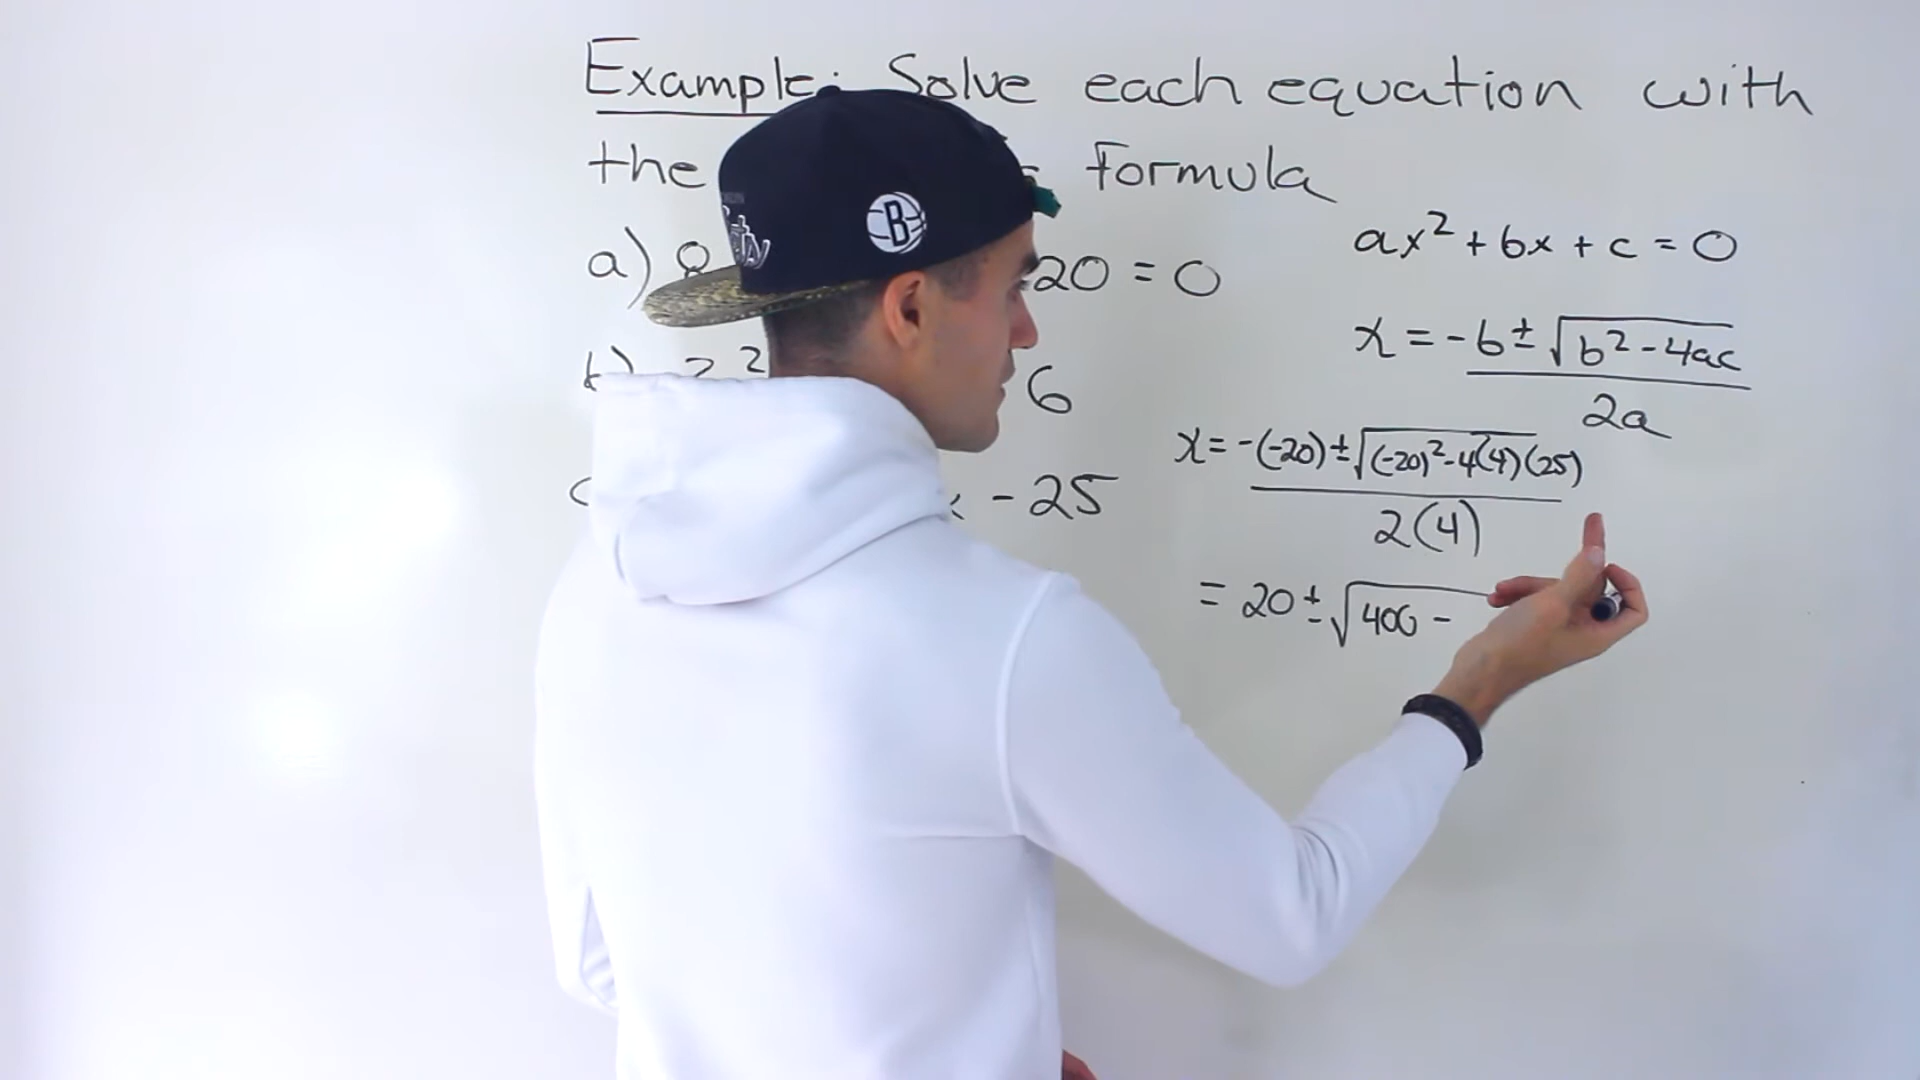 Example: Solve each equation with
the Formula
a) 8 20 = 0
ax² + bx + c = 0
b) 2 6
x = -b ± √(b² - 4ac)
2a
- 25
x = -(-20) ± √((-20)² - 4(4)(25))
2(4)
= 20 ± √(400 -
B